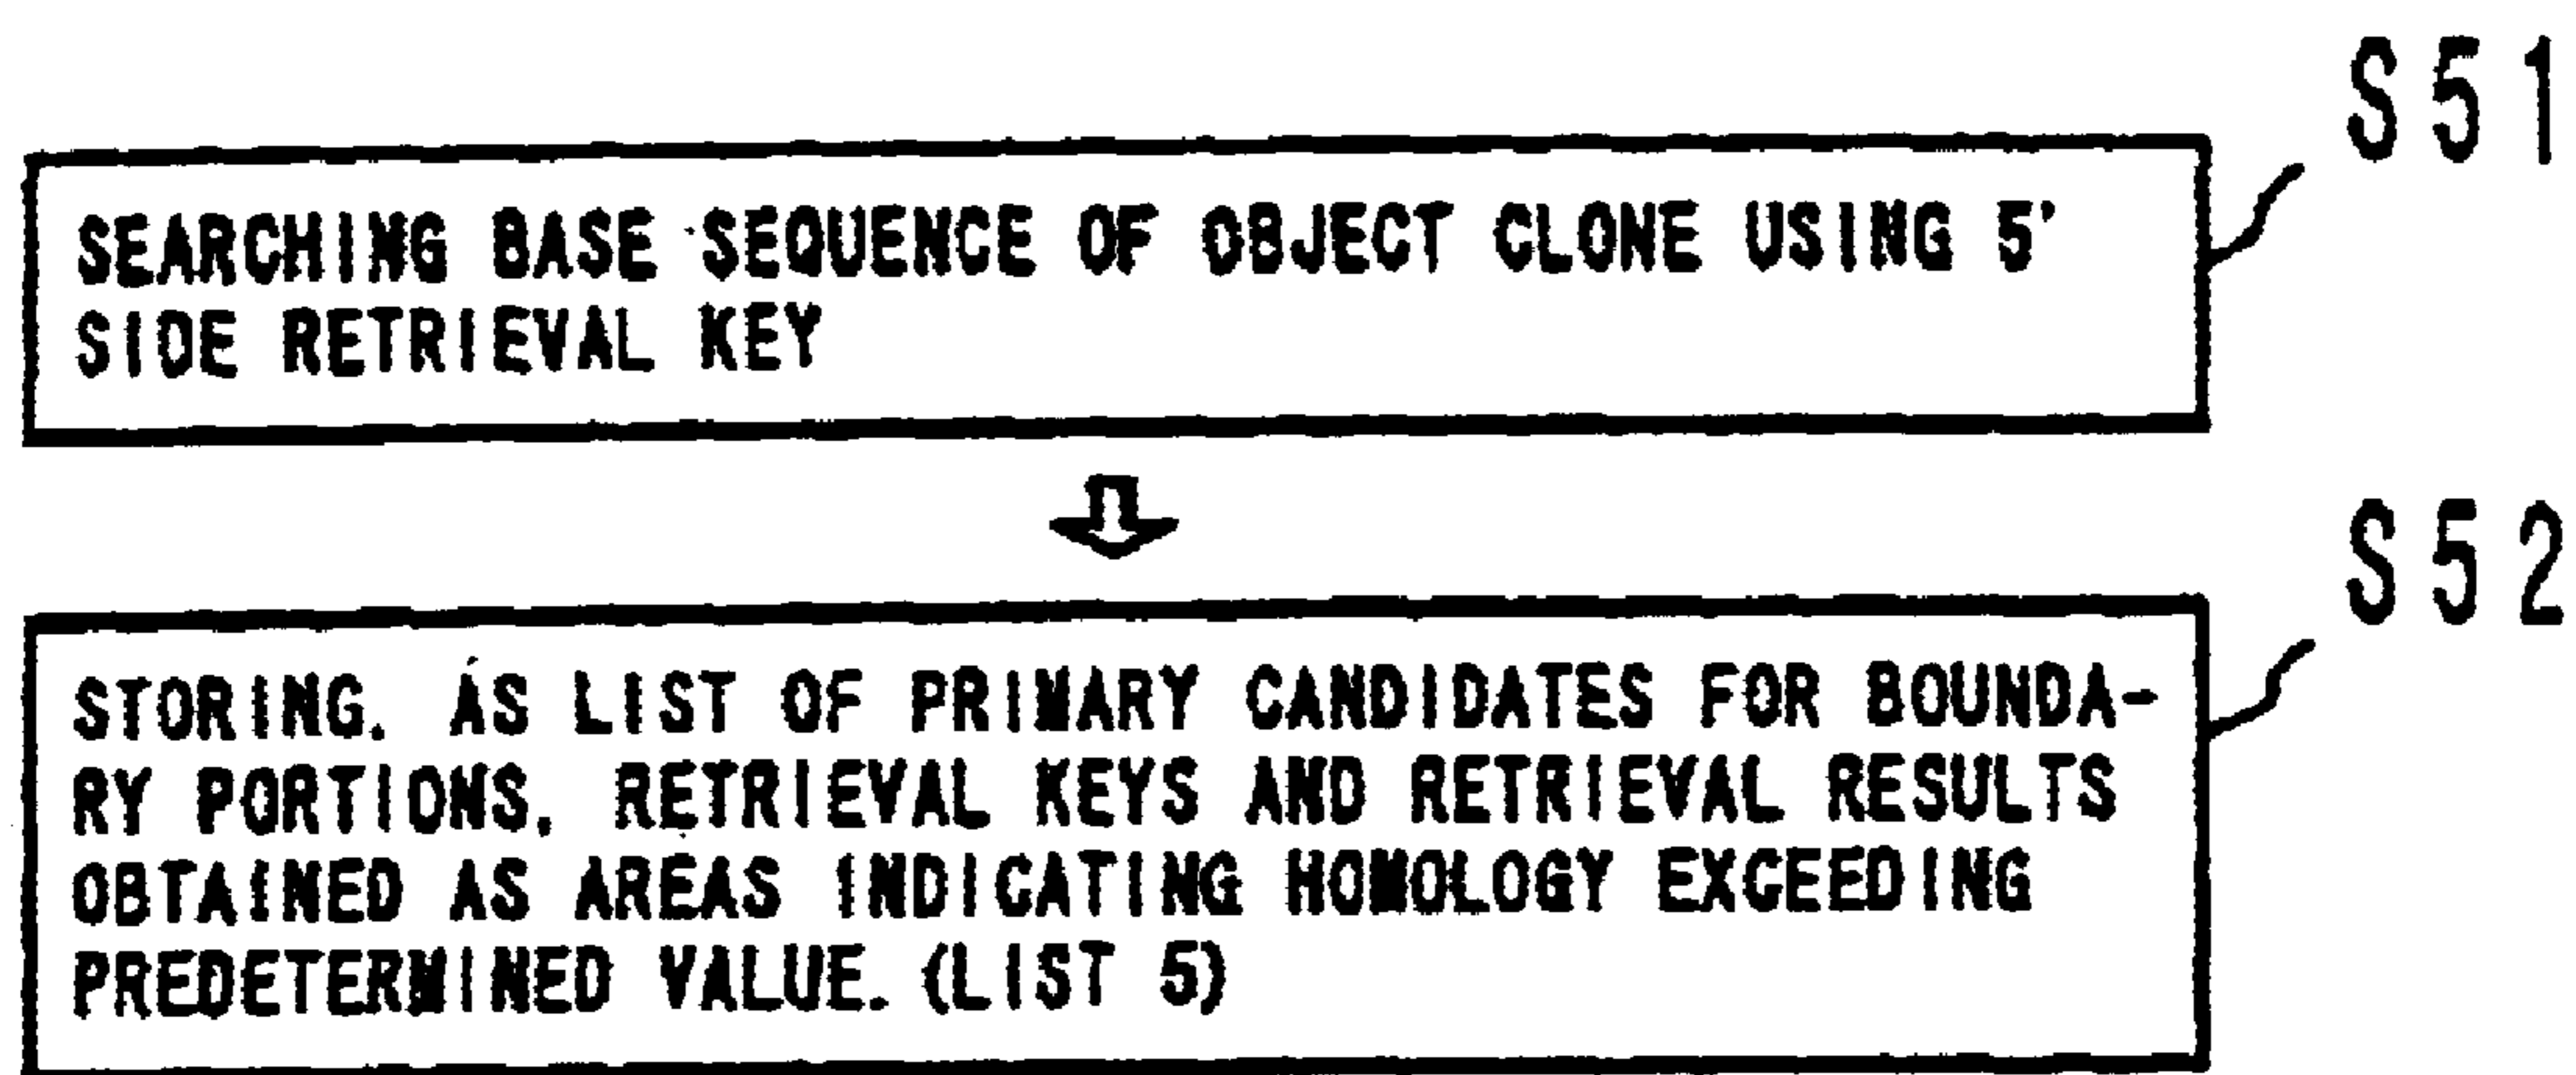 S51
SEARCHING BASE SEQUENCE OF OBJECT CLONE USING 5'
SIDE RETRIEVAL KEY
S52
STORING. AS LIST OF PRIMARY CANDIDATES FOR BOUNDA-
RY PORTIONS, RETRIEVAL KEYS AND RETRIEVAL RESULTS
OBTAINED AS AREAS INDICATING HOMOLOGY EXCEEDING
PREDETERMINED VALUE. (LIST 5)